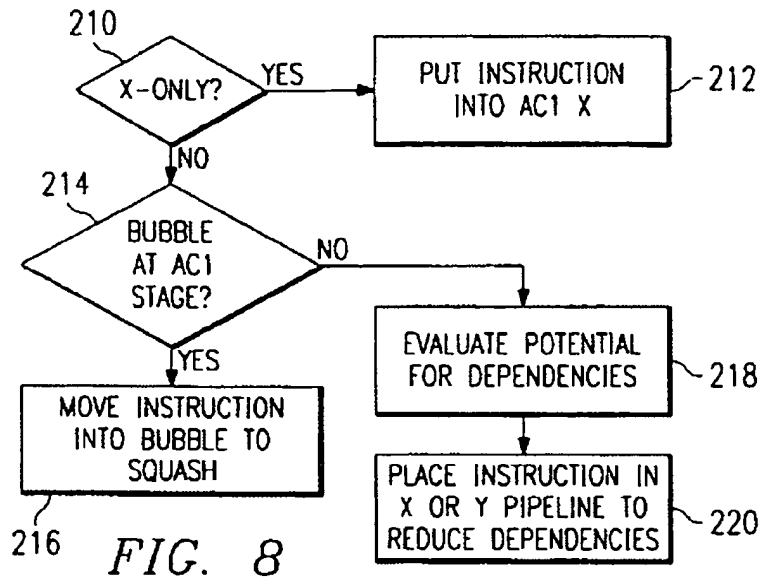 210
X-ONLY?
YES
PUT INSTRUCTION
INTO AC1 X
212
NO
214
BUBBLE
AT AC1
STAGE?
NO
YES
EVALUATE POTENTIAL
FOR DEPENDENCIES
218
MOVE INSTRUCTION
INTO BUBBLE TO
SQUASH
216
PLACE INSTRUCTION IN
X OR Y PIPELINE TO
REDUCE DEPENDENCIES
220
FIG. 8